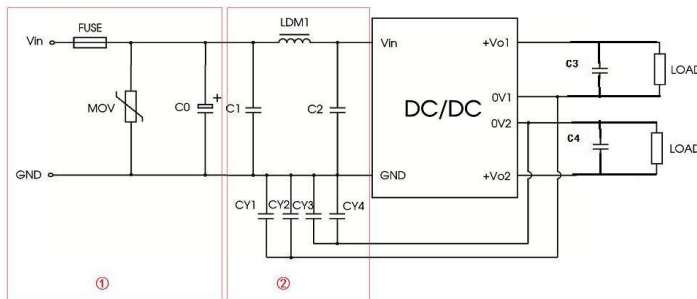 FUSE
LDM1
Vin
Vin
+Vo1
C3
LOAD
MOV
C0
+
C1
C2
DC/DC
0V1
0V2
C4
LOAD
GND
GND
+Vo2
CY1
CY2
CY3
CY4
①
②